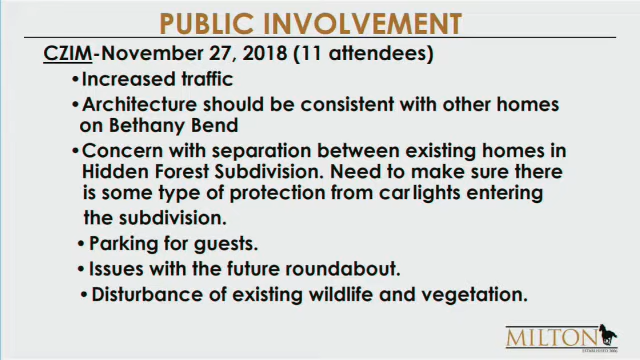 PUBLIC INVOLVEMENT
CZIM-November 27, 2018 (11 attendees)
•Increased traffic
•Architecture should be consistent with other homes
on Bethany Bend
•Concern with separation between existing homes in
Hidden Forest Subdivision. Need to make sure there
is some type of protection from car lights entering
the subdivision.
•Parking for guests.
•Issues with the future roundabout.
•Disturbance of existing wildlife and vegetation.
MILTON